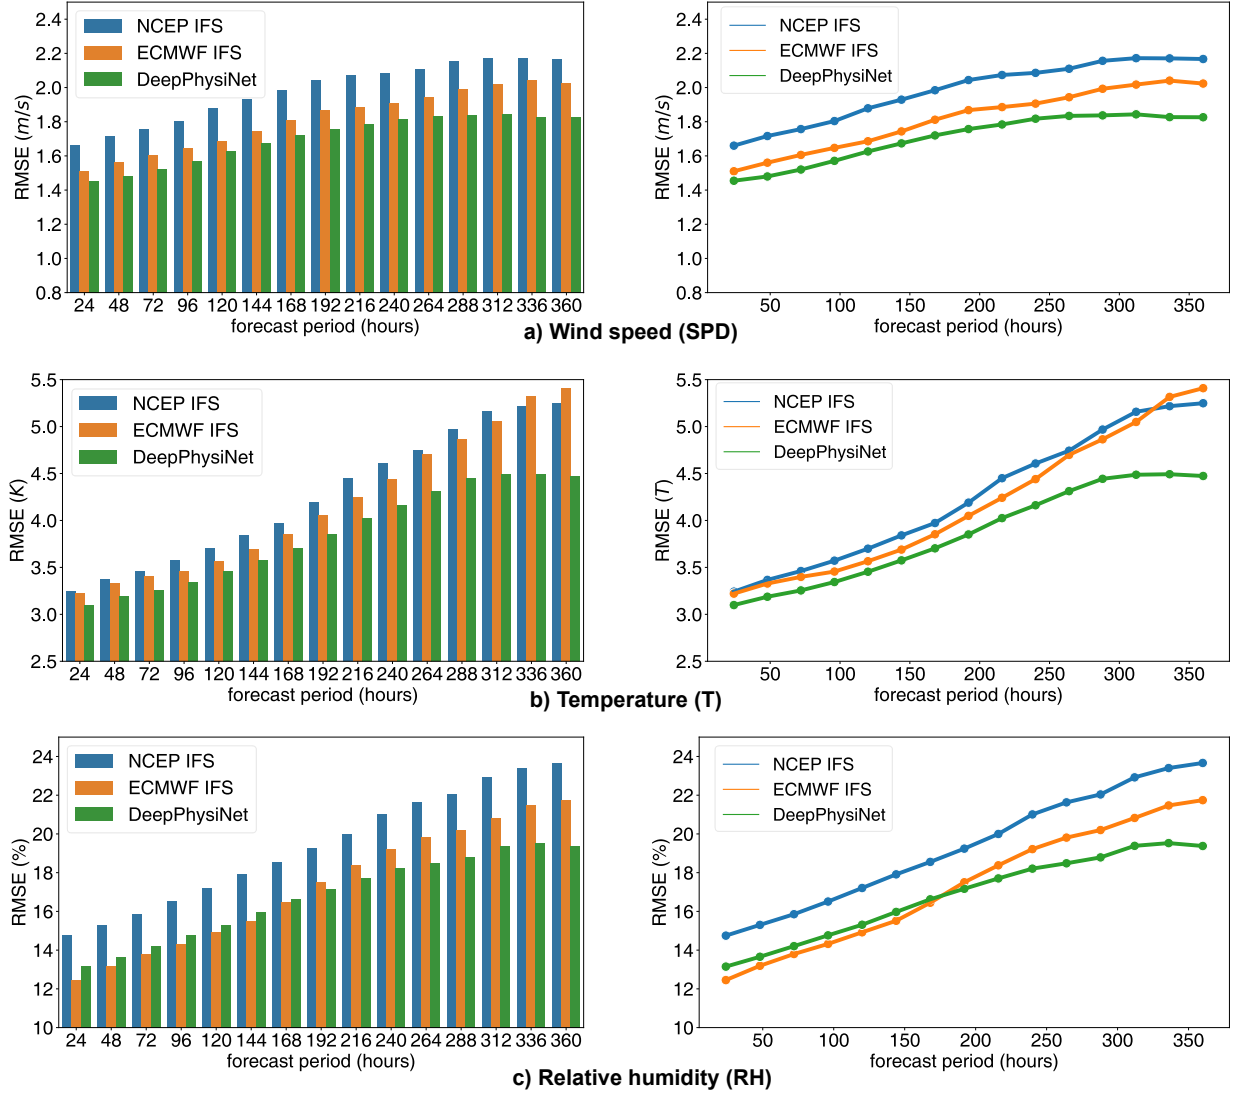 2.4
2.2
2.0
1.8
1.6
1.4
1.2
1.0
0.8
RMSE (m/s)
NCEP IFS
ECMWF IFS
DeepPhysiNet
24 48 72 96 120 144 168 192 216 240 264 288 312 336 360
forecast period (hours)
2.4
2.2
2.0
1.8
1.6
1.4
1.2
1.0
0.8
RMSE (m/s)
NCEP IFS
ECMWF IFS
DeepPhysiNet
50 100 150 200 250 300 350
forecast period (hours)
a) Wind speed (SPD)
5.5
5.0
4.5
4.0
3.5
3.0
2.5
RMSE (K)
NCEP IFS
ECMWF IFS
DeepPhysiNet
24 48 72 96 120 144 168 192 216 240 264 288 312 336 360
forecast period (hours)
5.5
5.0
4.5
4.0
3.5
3.0
2.5
RMSE (T)
NCEP IFS
ECMWF IFS
DeepPhysiNet
50 100 150 200 250 300 350
forecast period (hours)
b) Temperature (T)
24
22
20
18
16
14
12
10
RMSE (%)
NCEP IFS
ECMWF IFS
DeepPhysiNet
24 48 72 96 120 144 168 192 216 240 264 288 312 336 360
forecast period (hours)
24
22
20
18
16
14
12
10
RMSE (%)
NCEP IFS
ECMWF IFS
DeepPhysiNet
50 100 150 200 250 300 350
forecast period (hours)
c) Relative humidity (RH)